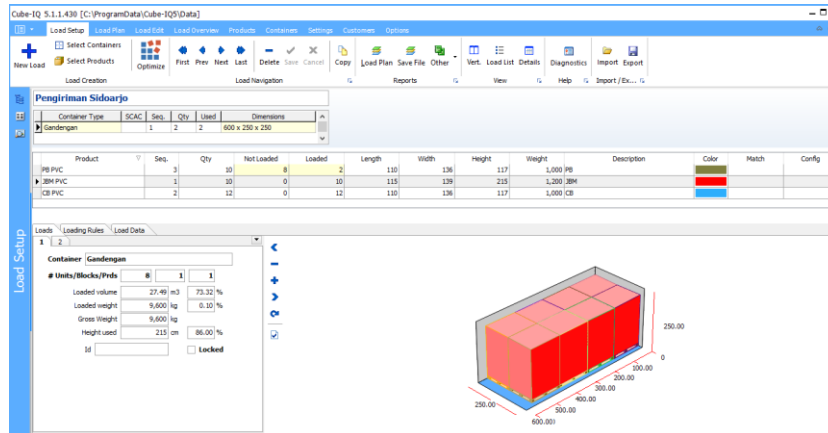 Cube-IQ 5.1.1.430 [C:\ProgramData\Cube-IQ5\Data]
Load Setup Load Plan Load Edit Load Overview Products Containers Settings Customers Options
New Load Select Containers Select Products Optimize First Prev Next Last Delete Save Cancel Copy Load Plan Save File Other Vert. Load List Details Diagnostics Import Export
Load Creation Load Navigation Reports View Help Import / Ex...
Pengiriman Sidoarjo
Container Type SCAC Seq. Qty Used Dimensions
Gandengan 1 2 2 600 x 250 x 250
Product Seq. Qty Not Loaded Loaded Length Width Height Weight Description Color Match Config
PB PVC 3 10 8 2 110 136 117 1,000 PB
JBM PVC 1 10 0 10 115 139 215 1,200 JBM
CB PVC 2 12 0 12 110 136 117 1,000 CB
Load Setup
Loads Loading Rules Load Data
1 2
Container Gandengan
# Units/Blocks/Prds 8 1 1
Loaded volume 27.49 m3 73.32 %
Loaded weight 9,600 kg 0.10 %
Gross Weight 9,600 kg
Height used 215 cm 86.00 %
Id Locked
250.00
0
100.00
200.00
300.00
400.00
500.00
600.00
250.00